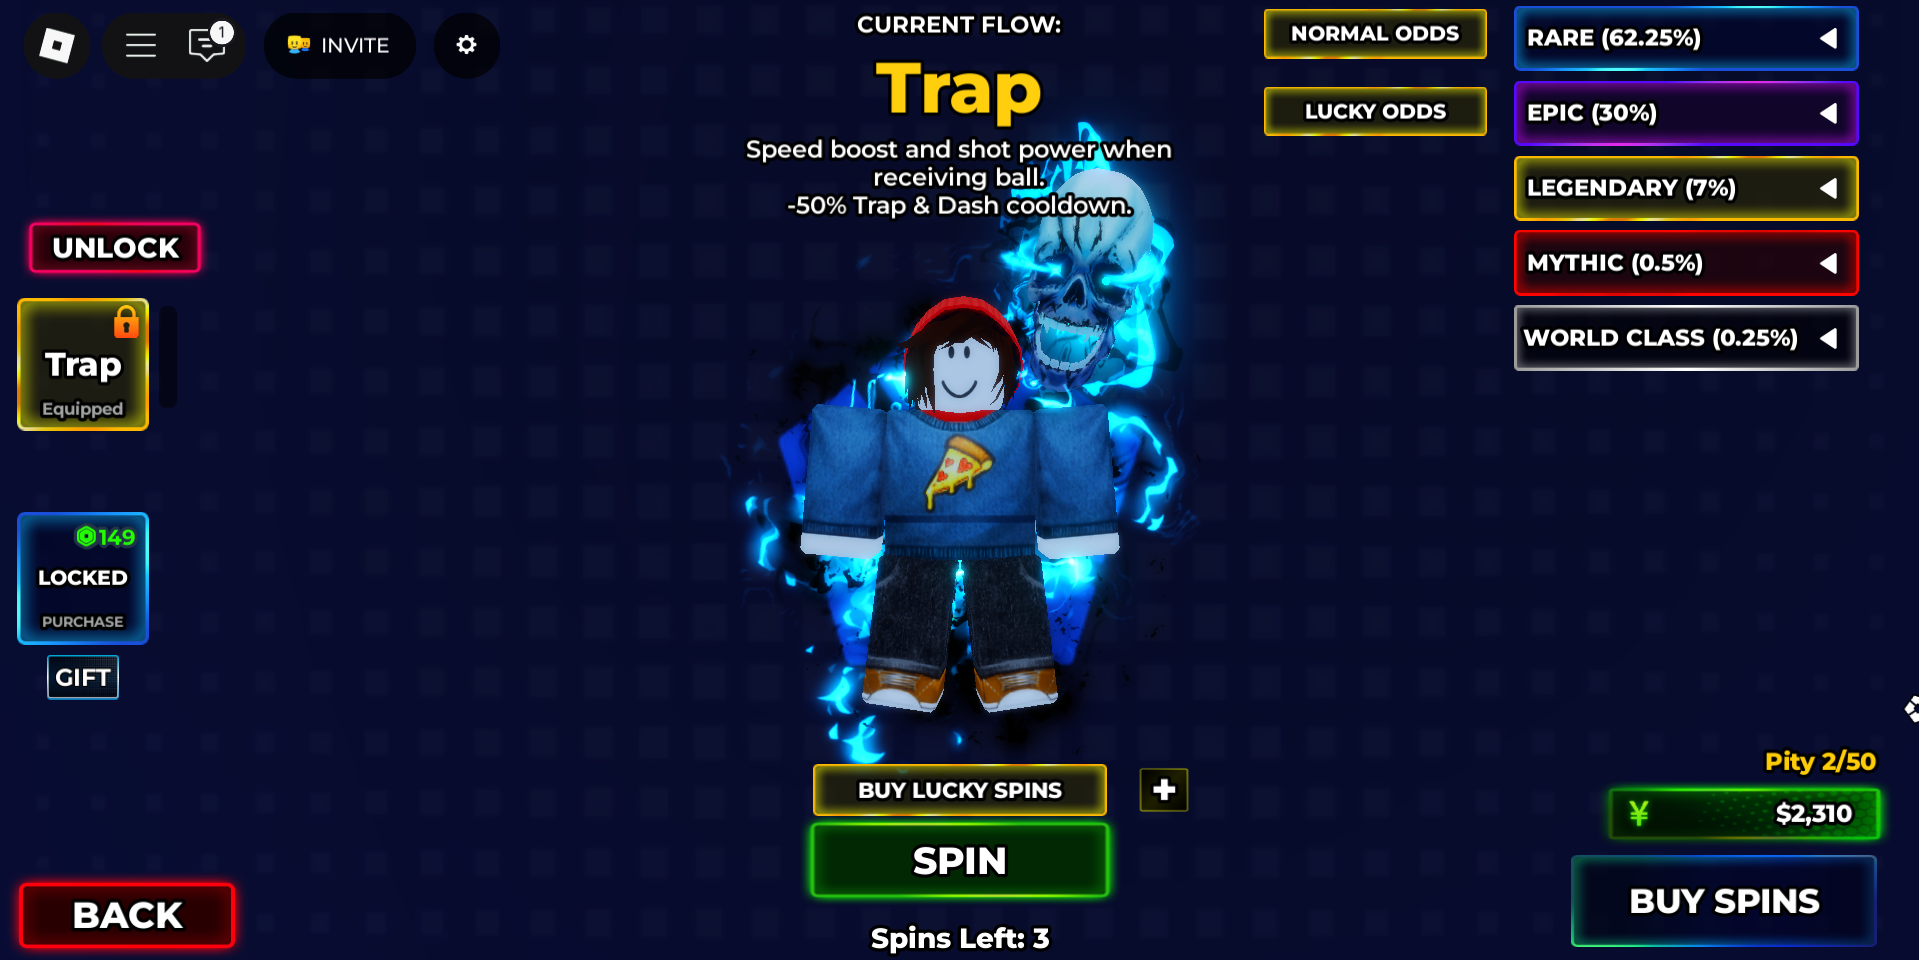 1
INVITE
CURRENT FLOW:
Trap
Speed boost and shot power when
receiving ball.
-50% Trap & Dash cooldown.
NORMAL ODDS
LUCKY ODDS
RARE (62.25%)
EPIC (30%)
LEGENDARY (7%)
MYTHIC (0.5%)
WORLD CLASS (0.25%)
UNLOCK
Trap
Equipped
149
LOCKED
PURCHASE
GIFT
BACK
BUY LUCKY SPINS
+
SPIN
Spins Left: 3
Pity 2/50
¥ $2,310
BUY SPINS